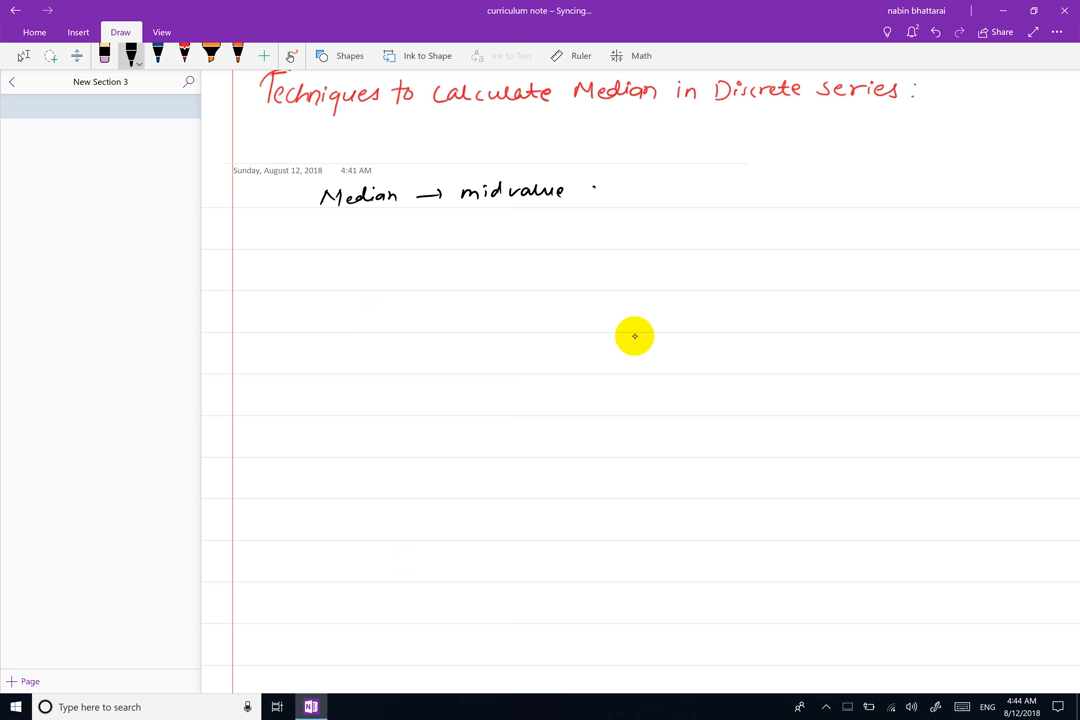 curriculum note – Syncing...
nabin bhattarai
Home Insert Draw View
Share
Shapes Ink to Shape Ink to Text Ruler Math
New Section 3
Techniques to Calculate Median in Discrete series :
Sunday, August 12, 2018 4:41 AM
Median → midvalue
+ Page
Type here to search
ENG
4:44 AM
8/12/2018